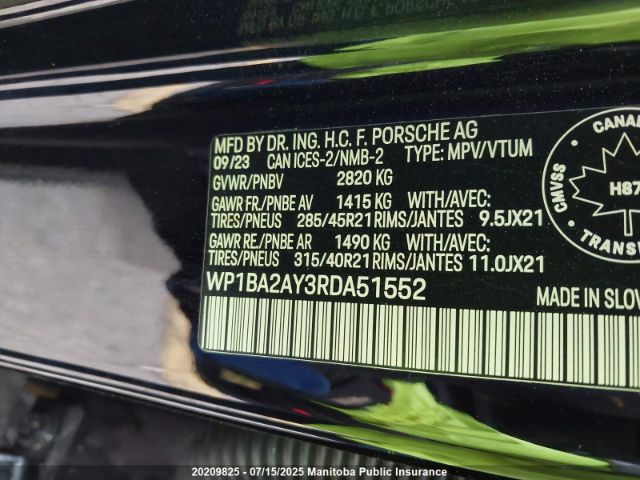 MFD BY DR. ING. H.C. F. PORSCHE AG
09/23 CAN ICES-2/NMB-2 TYPE: MPV/VTUM
GVWR/PNBV 2820 KG
GAWR FR./PNBE AV 1415 KG WITH/AVEC:
TIRES/PNEUS 285/45R21 RIMS/JANTES 9.5JX21
GAWR RE./PNBE AR 1490 KG WITH/AVEC:
TIRES/PNEUS 315/40R21 RIMS/JANTES 11.0JX21
WP1BA2AY3RDA51552
MADE IN SLOV
CANA
CMVSS
H87
TRANS
20209825 - 07/15/2025 Manitoba Public Insurance